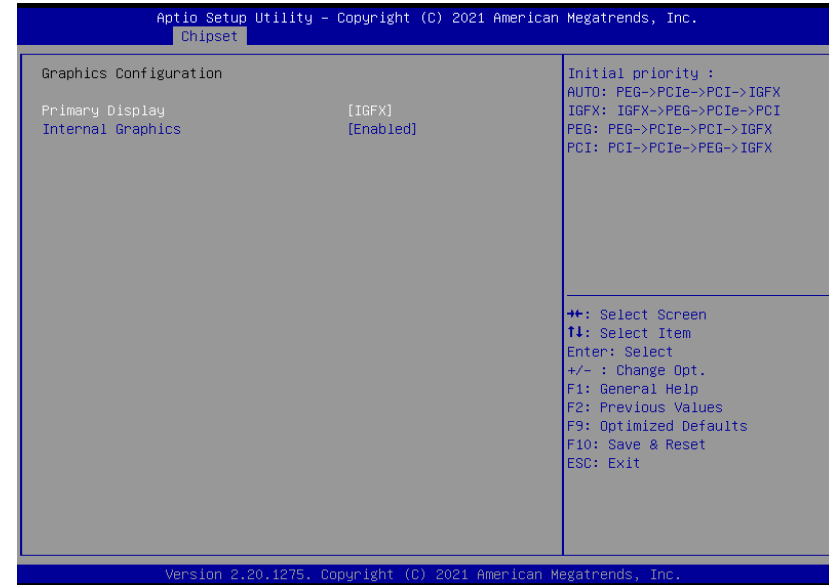 Aptio Setup Utility – Copyright (C) 2021 American Megatrends, Inc.
Chipset
Graphics Configuration
Primary Display [IGFX]
Internal Graphics [Enabled]
Initial priority :
AUTO: PEG->PCIe->PCI->IGFX
IGFX: IGFX->PEG->PCIe->PCI
PEG: PEG->PCIe->PCI->IGFX
PCI: PCI->PCIe->PEG->IGFX
→←: Select Screen
↑↓: Select Item
Enter: Select
+/- : Change Opt.
F1: General Help
F2: Previous Values
F9: Optimized Defaults
F10: Save & Reset
ESC: Exit
Version 2.20.1275. Copyright (C) 2021 American Megatrends, Inc.